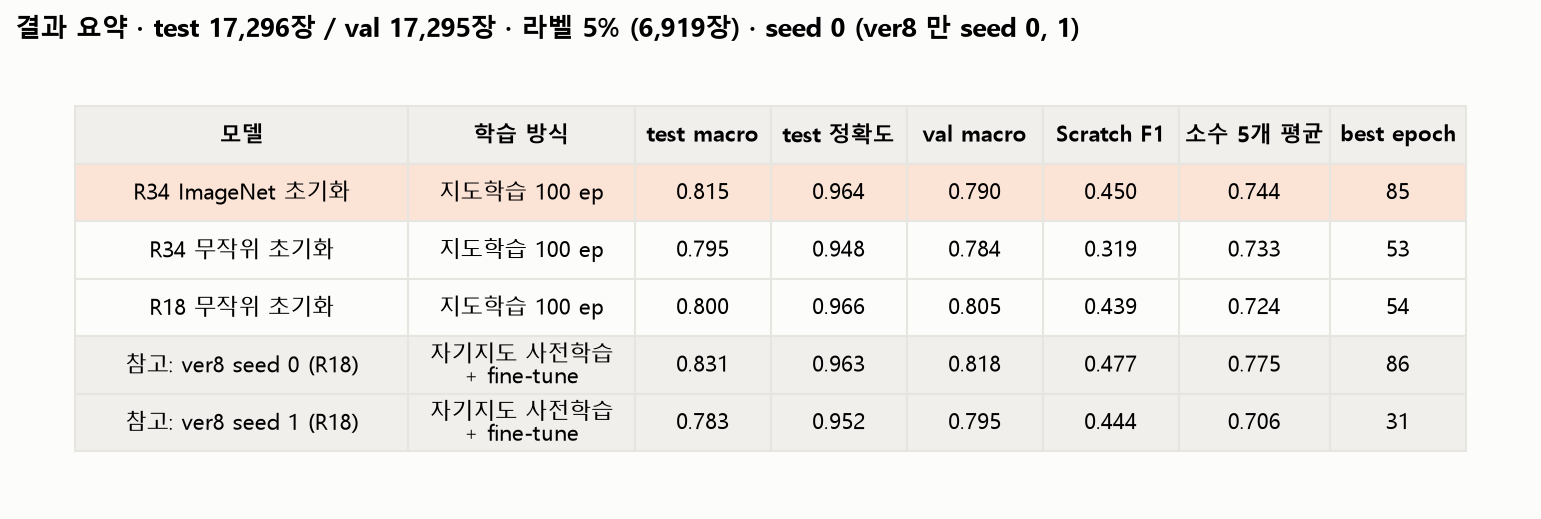 결과 요약 · test 17,296장 / val 17,295장 · 라벨 5% (6,919장) · seed 0 (ver8 만 seed 0, 1)
모델 학습 방식 test macro test 정확도 val macro Scratch F1 소수 5개 평균 best epoch
R34 ImageNet 초기화 지도학습 100 ep 0.815 0.964 0.790 0.450 0.744 85
R34 무작위 초기화 지도학습 100 ep 0.795 0.948 0.784 0.319 0.733 53
R18 무작위 초기화 지도학습 100 ep 0.800 0.966 0.805 0.439 0.724 54
참고: ver8 seed 0 (R18) 자기지도 사전학습 + fine-tune 0.831 0.963 0.818 0.477 0.775 86
참고: ver8 seed 1 (R18) 자기지도 사전학습 + fine-tune 0.783 0.952 0.795 0.444 0.706 31